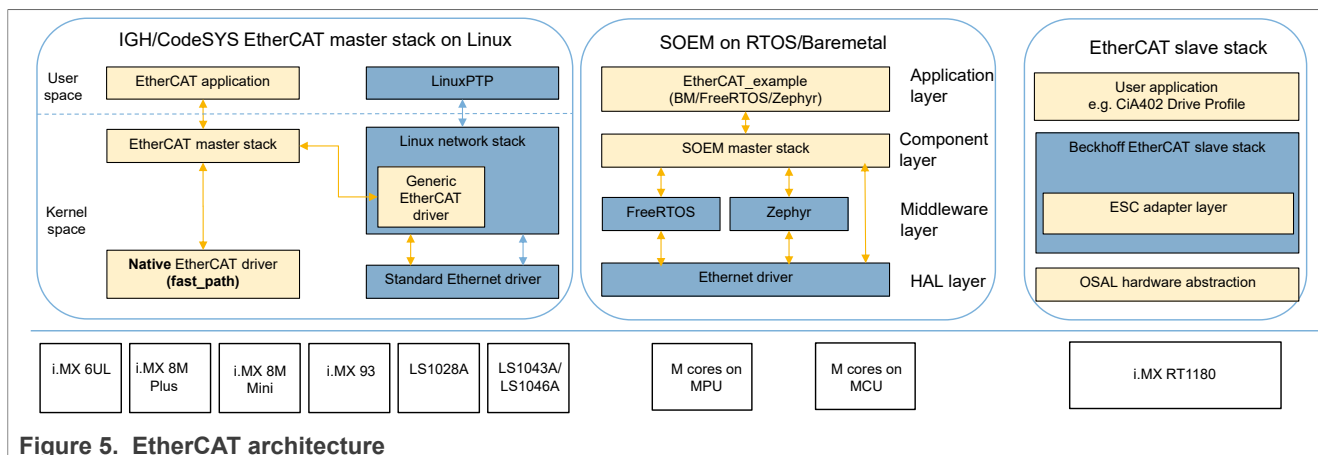 IGH/CodeSYS EtherCAT master stack on Linux
User
space
EtherCAT application
LinuxPTP
EtherCAT master stack
Linux network stack
Generic
EtherCAT
driver
Kernel
space
Native EtherCAT driver
(fast_path)
Standard Ethernet driver
SOEM on RTOS/Baremetal
EtherCAT_example
(BM/FreeRTOS/Zephyr)
Application
layer
SOEM master stack
Component
layer
FreeRTOS
Zephyr
Middleware
layer
Ethernet driver
HAL layer
EtherCAT slave stack
User application
e.g. CiA402 Drive Profile
Beckhoff EtherCAT slave stack
ESC adapter layer
OSAL hardware abstraction
i.MX 6UL
i.MX 8M
Plus
i.MX 8M
Mini
i.MX 93
LS1028A
LS1043A/
LS1046A
M cores on
MPU
M cores on
MCU
i.MX RT1180
Figure 5. EtherCAT architecture